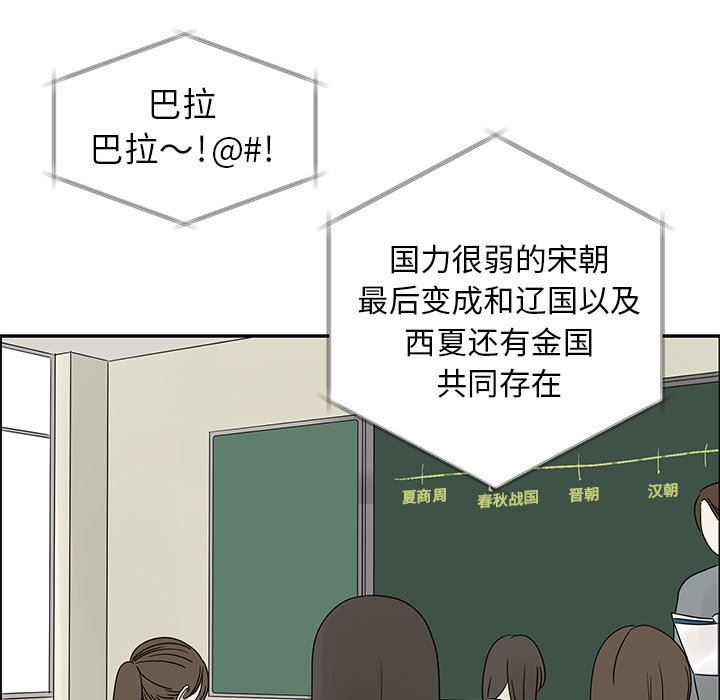 巴拉
巴拉～!@#!
国力很弱的宋朝
最后变成和辽国以及
西夏还有金国
共同存在
夏商周
春秋战国
晋朝
汉朝